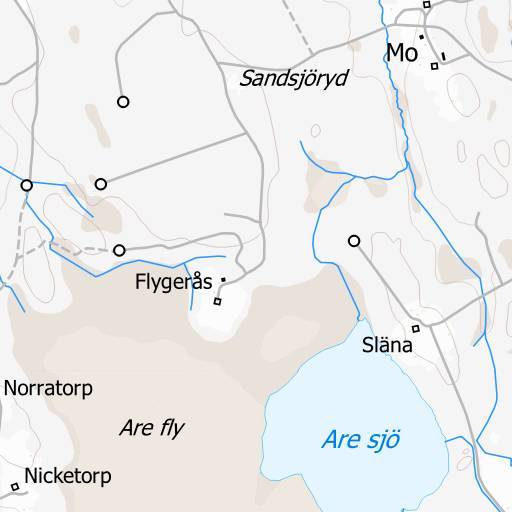 Mo
Sandsjöryd
Flygerås
Släna
Norratorp
Are fly
Are sjö
Nicketorp